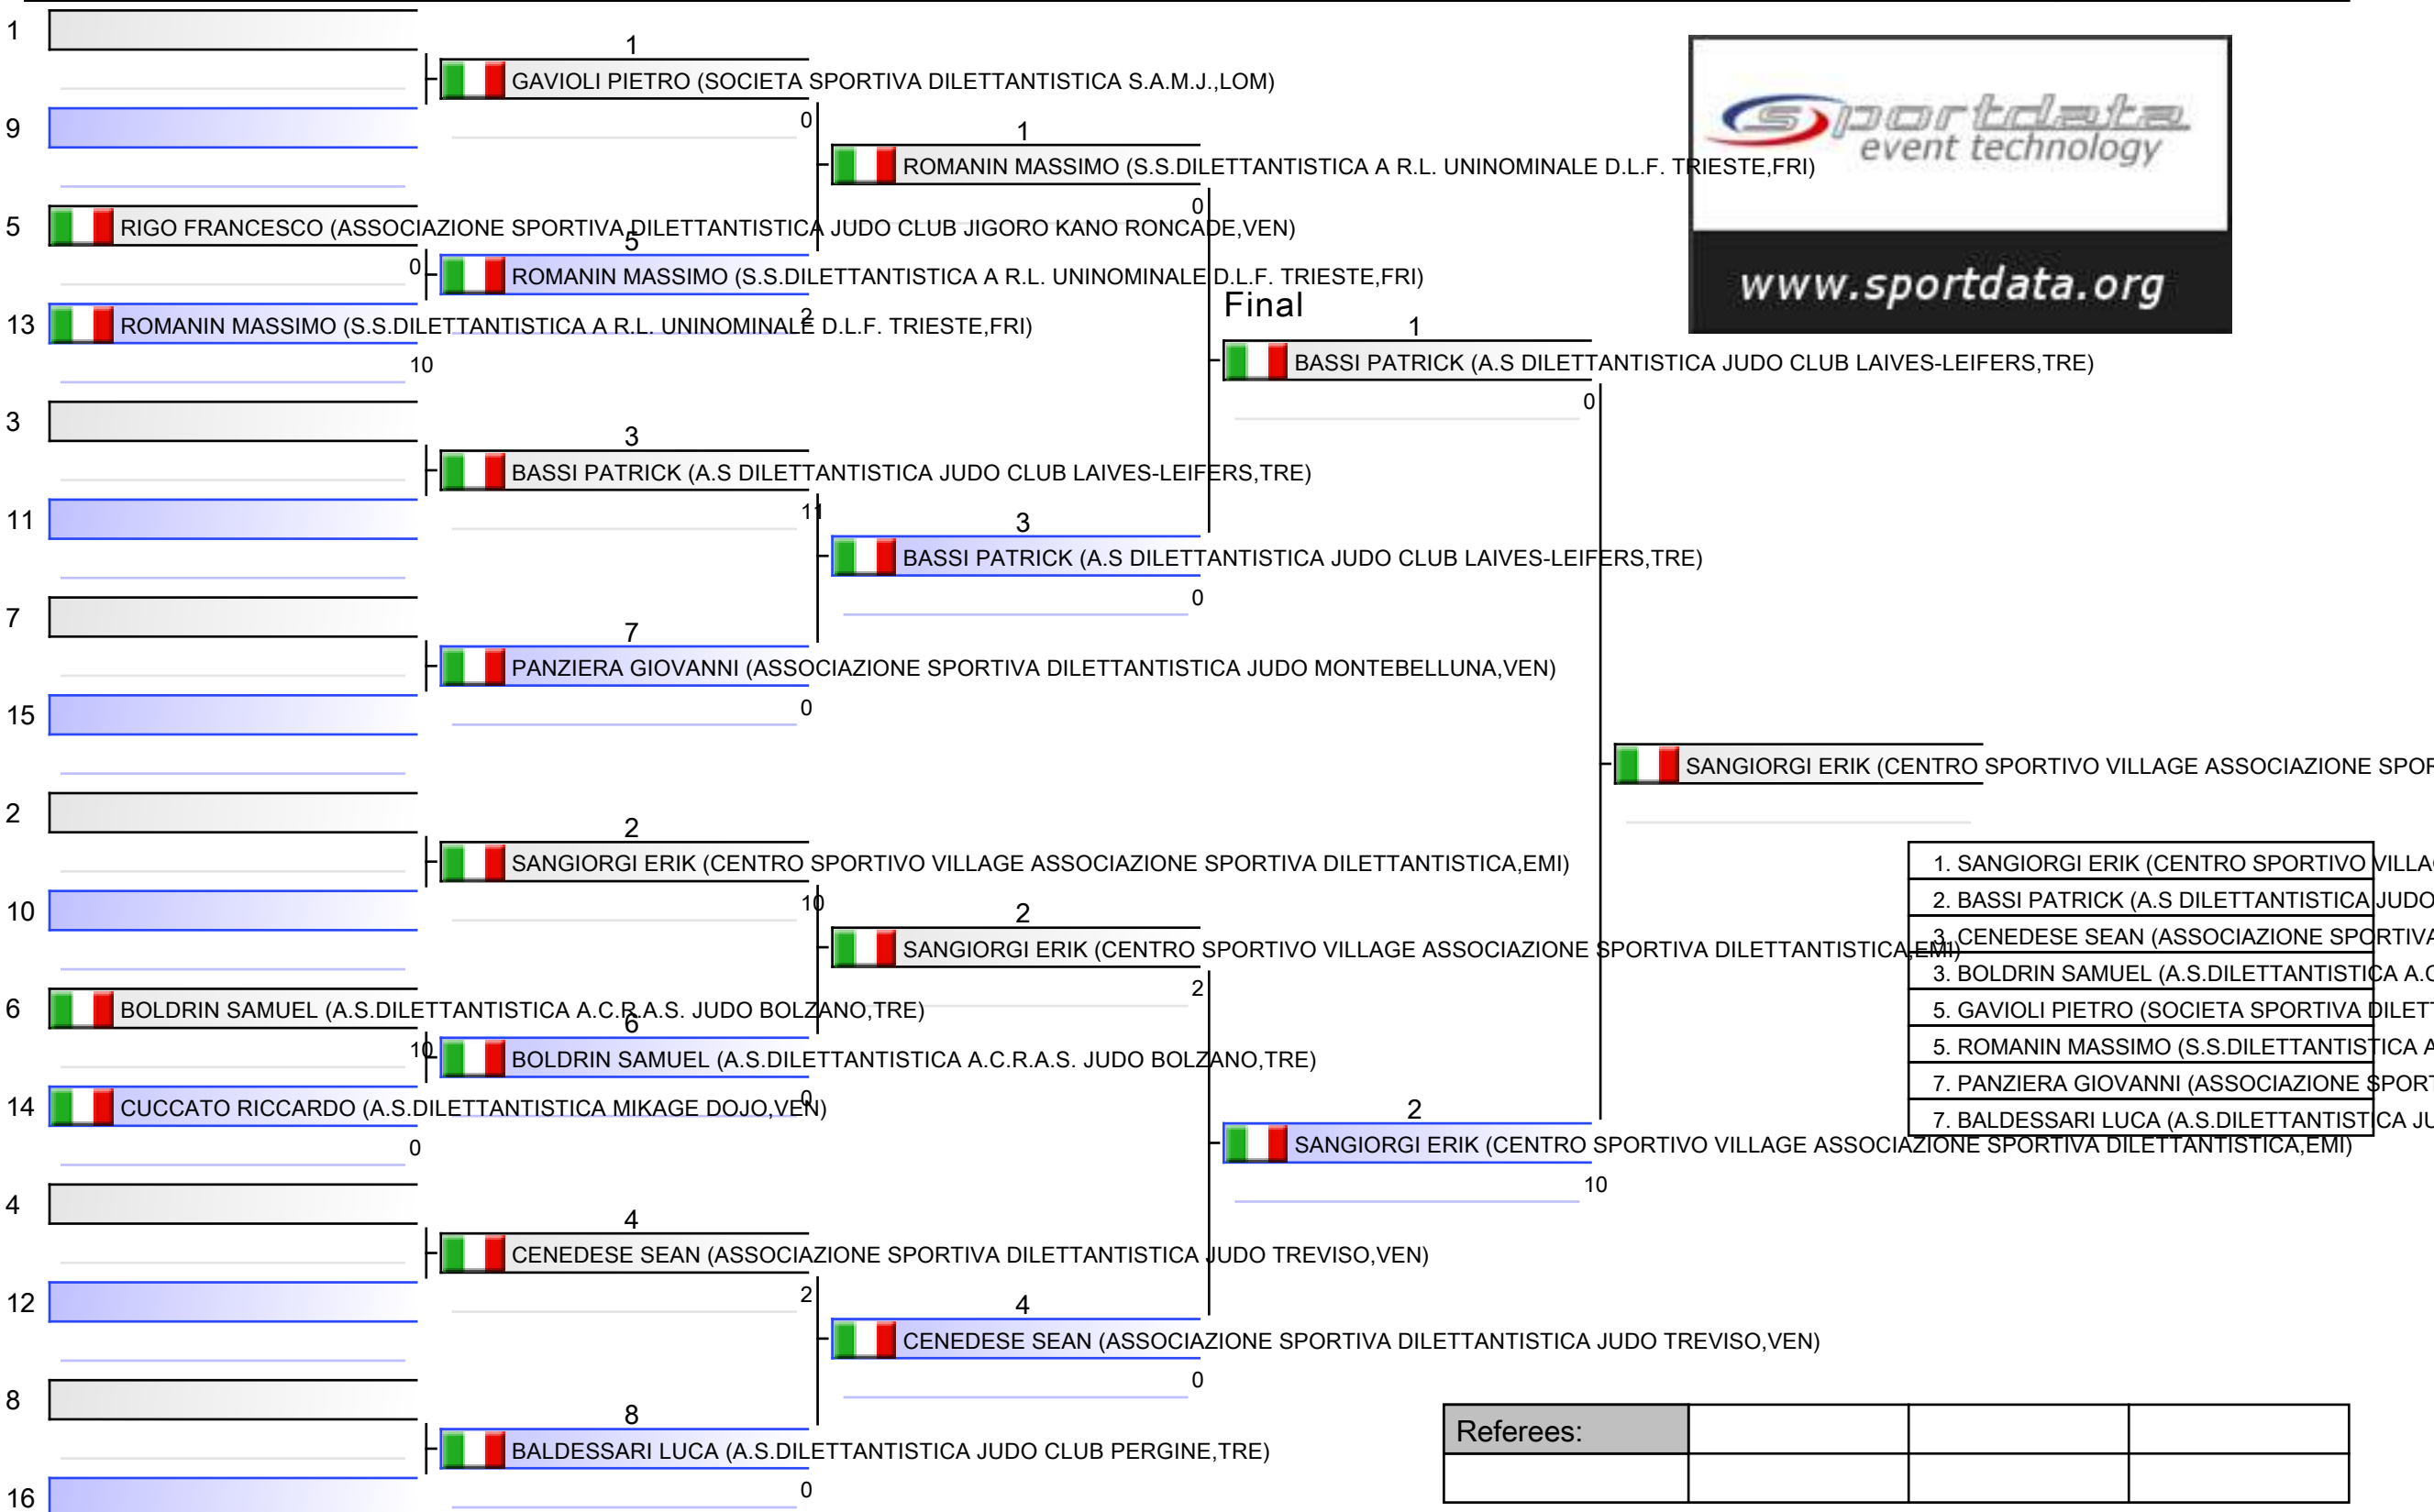 1
1
GAVIOLI PIETRO (SOCIETA SPORTIVA DILETTANTISTICA S.A.M.J.,LOM)
0
9
1
ROMANIN MASSIMO (S.S.DILETTANTISTICA A R.L. UNINOMINALE D.L.F. TRIESTE,FRI)
0
sportdata
event technology
www.sportdata.org
5
RIGO FRANCESCO (ASSOCIAZIONE SPORTIVA DILETTANTISTICA JUDO CLUB JIGORO KANO RONCADE,VEN)
0
5
ROMANIN MASSIMO (S.S.DILETTANTISTICA A R.L. UNINOMINALE D.L.F. TRIESTE,FRI)
2
13
ROMANIN MASSIMO (S.S.DILETTANTISTICA A R.L. UNINOMINALE D.L.F. TRIESTE,FRI)
10
Final
1
BASSI PATRICK (A.S DILETTANTISTICA JUDO CLUB LAIVES-LEIFERS,TRE)
0
3
3
BASSI PATRICK (A.S DILETTANTISTICA JUDO CLUB LAIVES-LEIFERS,TRE)
11
11
3
BASSI PATRICK (A.S DILETTANTISTICA JUDO CLUB LAIVES-LEIFERS,TRE)
0
7
7
PANZIERA GIOVANNI (ASSOCIAZIONE SPORTIVA DILETTANTISTICA JUDO MONTEBELLUNA,VEN)
0
15
SANGIORGI ERIK (CENTRO SPORTIVO VILLAGE ASSOCIAZIONE
2
2
SANGIORGI ERIK (CENTRO SPORTIVO VILLAGE ASSOCIAZIONE SPORTIVA DILETTANTISTICA,EMI)
10
10
2
SANGIORGI ERIK (CENTRO SPORTIVO VILLAGE ASSOCIAZIONE SPORTIVA DILETTANTISTICA,EMI)
2
1. SANGIORGI ERIK (CENTRO SPORTIVO
2. BASSI PATRICK (A.S DILETTANTISTICA JUDO
3. CENEDESE SEAN (ASSOCIAZIONE SPORTIVA
3. BOLDRIN SAMUEL (A.S.DILETTANTISTICA
5. GAVIOLI PIETRO (SOCIETA SPORTIVA
5. ROMANIN MASSIMO (S.S.DILETTANTISTICA
7. PANZIERA GIOVANNI (ASSOCIAZIONE
7. BALDESSARI LUCA (A.S.DILETTANTISTICA
6
BOLDRIN SAMUEL (A.S.DILETTANTISTICA A.C.R.A.S. JUDO BOLZANO,TRE)
10
6
BOLDRIN SAMUEL (A.S.DILETTANTISTICA A.C.R.A.S. JUDO BOLZANO,TRE)
0
14
CUCCATO RICCARDO (A.S.DILETTANTISTICA MIKAGE DOJO,VEN)
0
2
SANGIORGI ERIK (CENTRO SPORTIVO VILLAGE ASSOCIAZIONE SPORTIVA DILETTANTISTICA,EMI)
10
4
4
CENEDESE SEAN (ASSOCIAZIONE SPORTIVA DILETTANTISTICA JUDO TREVISO,VEN)
2
12
4
CENEDESE SEAN (ASSOCIAZIONE SPORTIVA DILETTANTISTICA JUDO TREVISO,VEN)
0
8
8
BALDESSARI LUCA (A.S.DILETTANTISTICA JUDO CLUB PERGINE,TRE)
0
16
Referees: